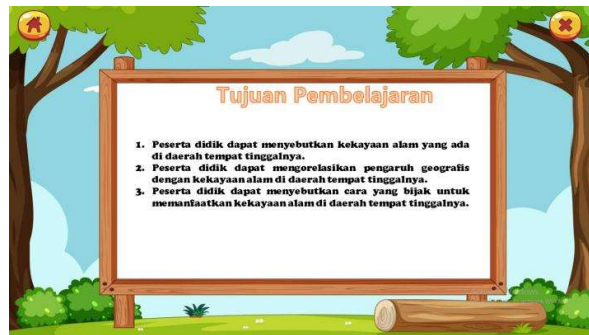 Tujuan Pembelajaran
1. Peserta didik dapat menyebutkan kekayaan alam yang ada
di daerah tempat tinggalnya.
2. Peserta didik dapat mengorelasikan pengaruh geografis
dengan kekayaan alam di daerah tempat tinggalnya.
3. Peserta didik dapat menyebutkan cara yang bijak untuk
memanfaatkan kekayaan alam di daerah tempat tinggalnya.